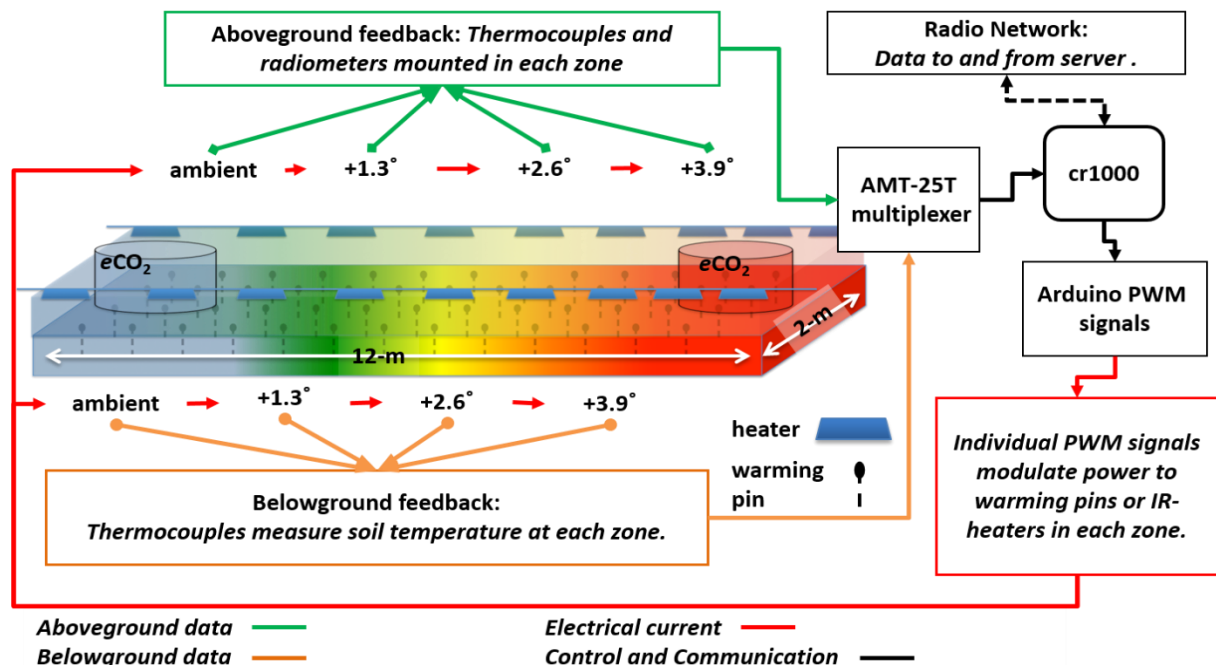 Aboveground feedback: Thermocouples and
radiometers mounted in each zone
Radio Network:
Data to and from server .
ambient
+1.3˚
+2.6˚
+3.9˚
AMT-25T
multiplexer
cr1000
eCO₂
eCO₂
Arduino PWM
signals
12-m
2-m
ambient
+1.3˚
+2.6˚
+3.9˚
heater
warming
pin
Individual PWM signals
modulate power to
warming pins or IR-
heaters in each zone.
Belowground feedback:
Thermocouples measure soil temperature at each zone.
Aboveground data
Electrical current
Belowground data
Control and Communication